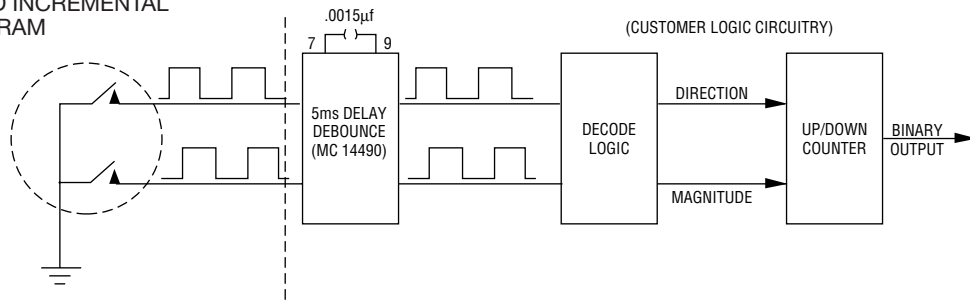 INCREMENTAL
.0015µf
7 9
(CUSTOMER LOGIC CIRCUITRY)
5ms DELAY
DEBOUNCE
(MC 14490)
DECODE
LOGIC
DIRECTION
MAGNITUDE
UP/DOWN
COUNTER
BINARY
OUTPUT